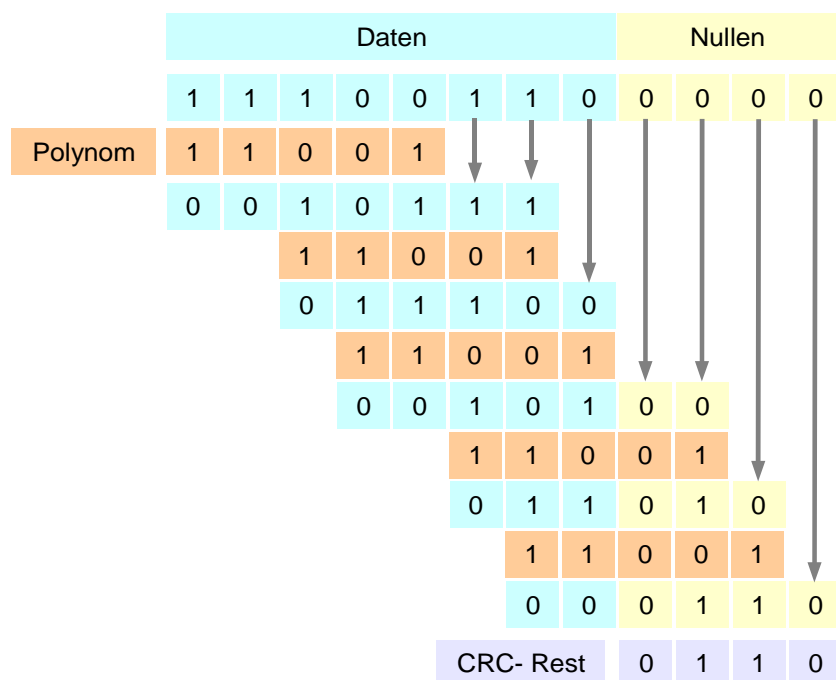 Daten Nullen
1 1 1 0 0 1 1 0 0 0 0 0
Polynom 1 1 0 0 1
0 0 1 0 1 1 1
1 1 0 0 1
0 1 1 1 0 0
1 1 0 0 1
0 0 1 0 1 0 0
1 1 0 0 1
0 1 1 0 1 0
1 1 0 0 1
0 0 0 1 1 0
CRC- Rest 0 1 1 0